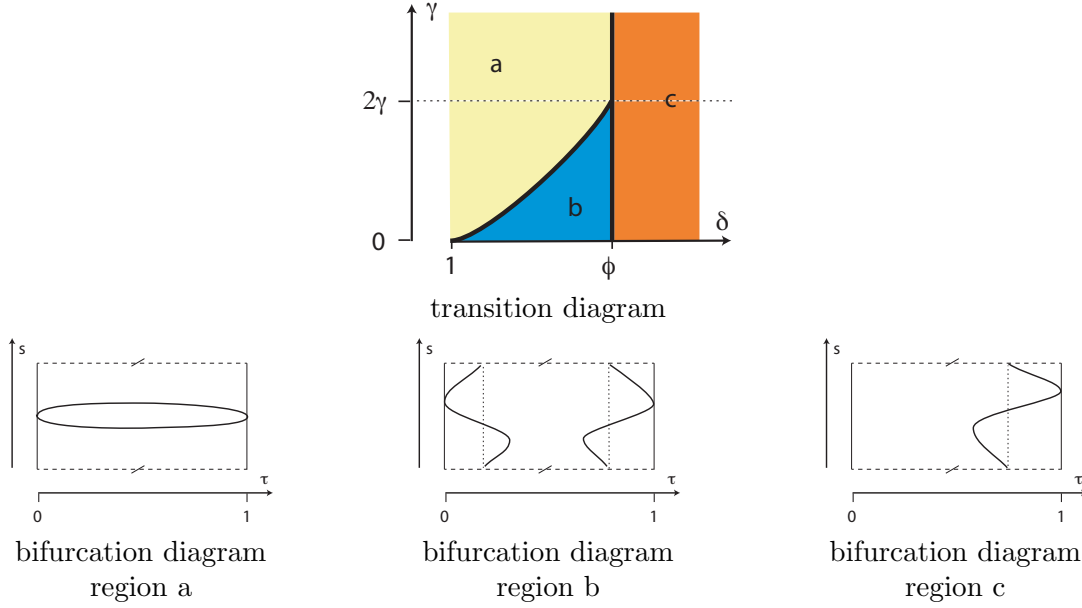 γ
a
2γ
c
b
δ
0
1
ϕ
transition diagram
s
τ
0
1
bifurcation diagram
region a
s
τ
0
1
bifurcation diagram
region b
s
τ
0
1
bifurcation diagram
region c